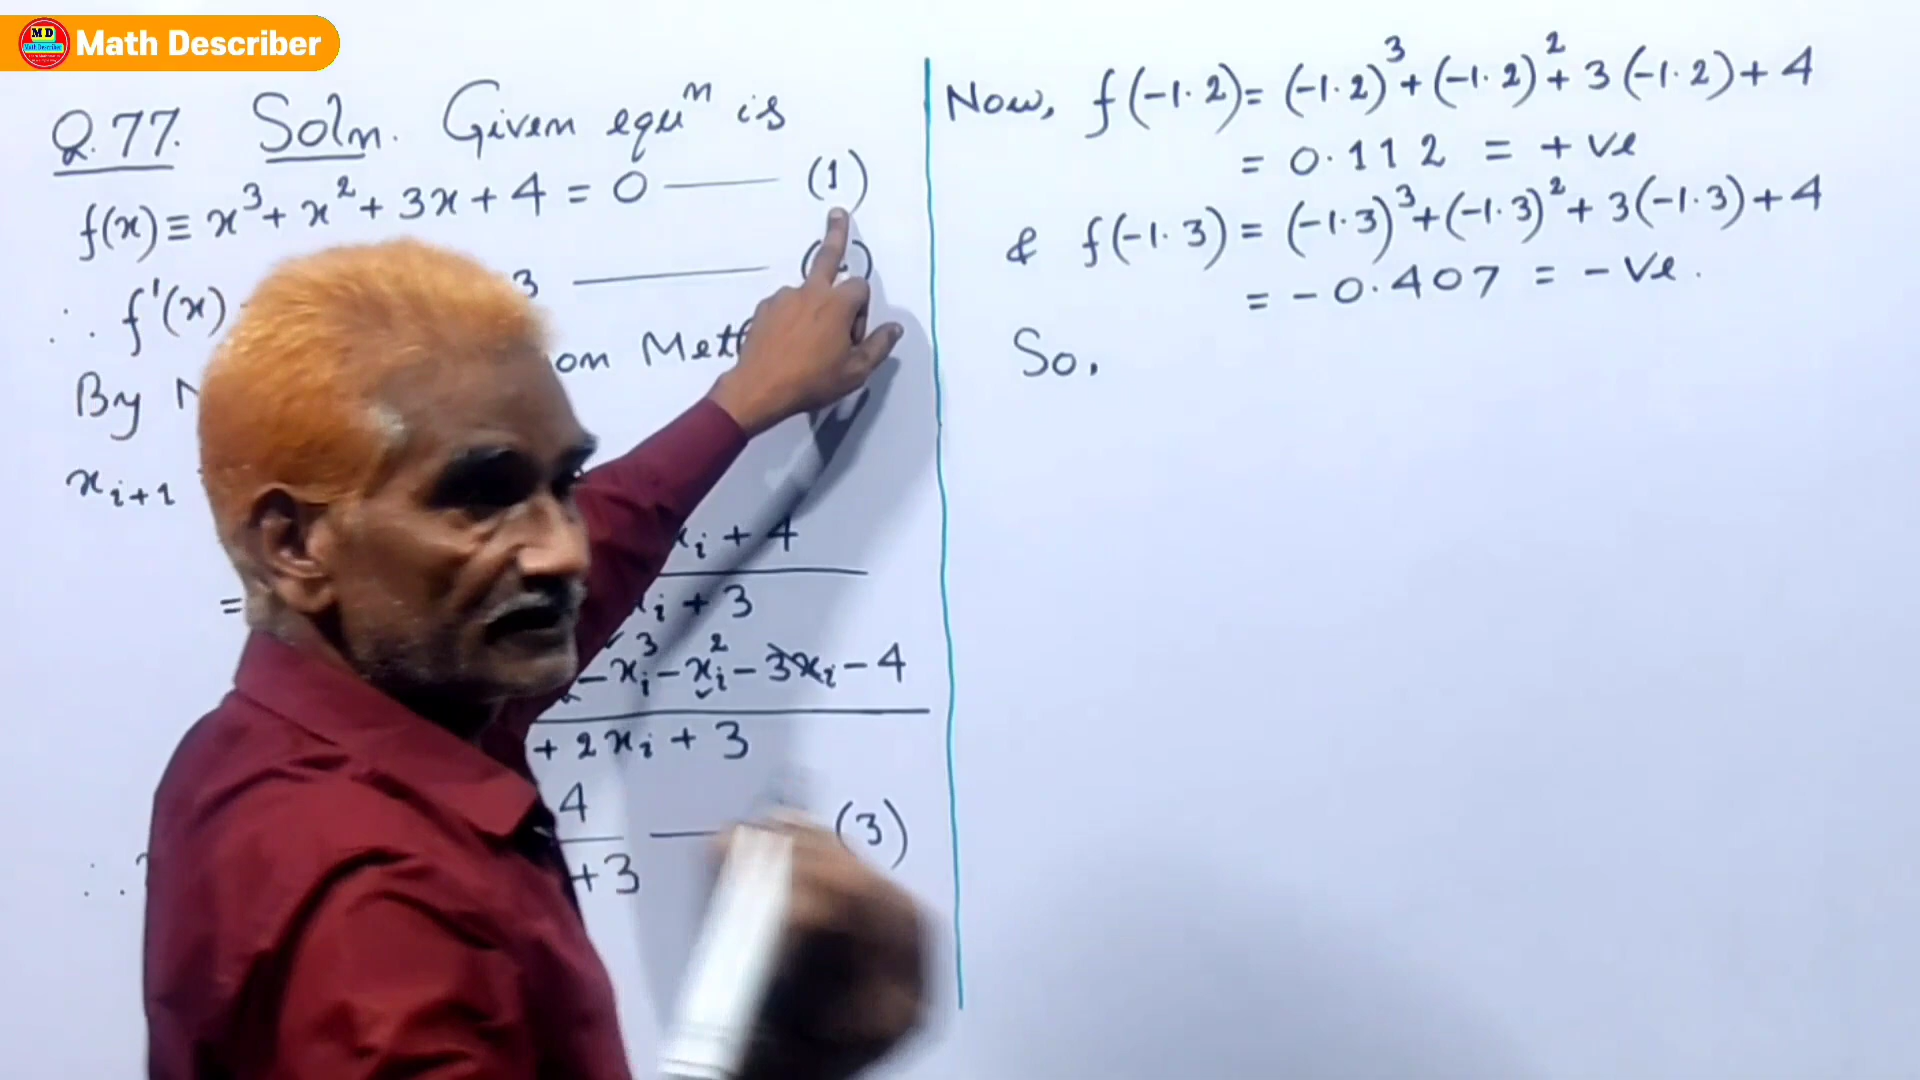 MD
Math Describer
Q.77. Soln. Given equⁿ is
f(x) ≡ x³ + x² + 3x + 4 = 0 —— (1)
∴ f'(x) 3 ——
By on
x_{i+1}
x_i + 4
= x_i + 3
- x_i³ - x_i² - 3x_i - 4
+ 2x_i + 3
4
∴ —— (3)
+ 3
Now, f(-1.2) = (-1.2)³ + (-1.2)² + 3(-1.2) + 4
= 0.112 = +ve
& f(-1.3) = (-1.3)³ + (-1.3)² + 3(-1.3) + 4
= -0.407 = -ve.
So,